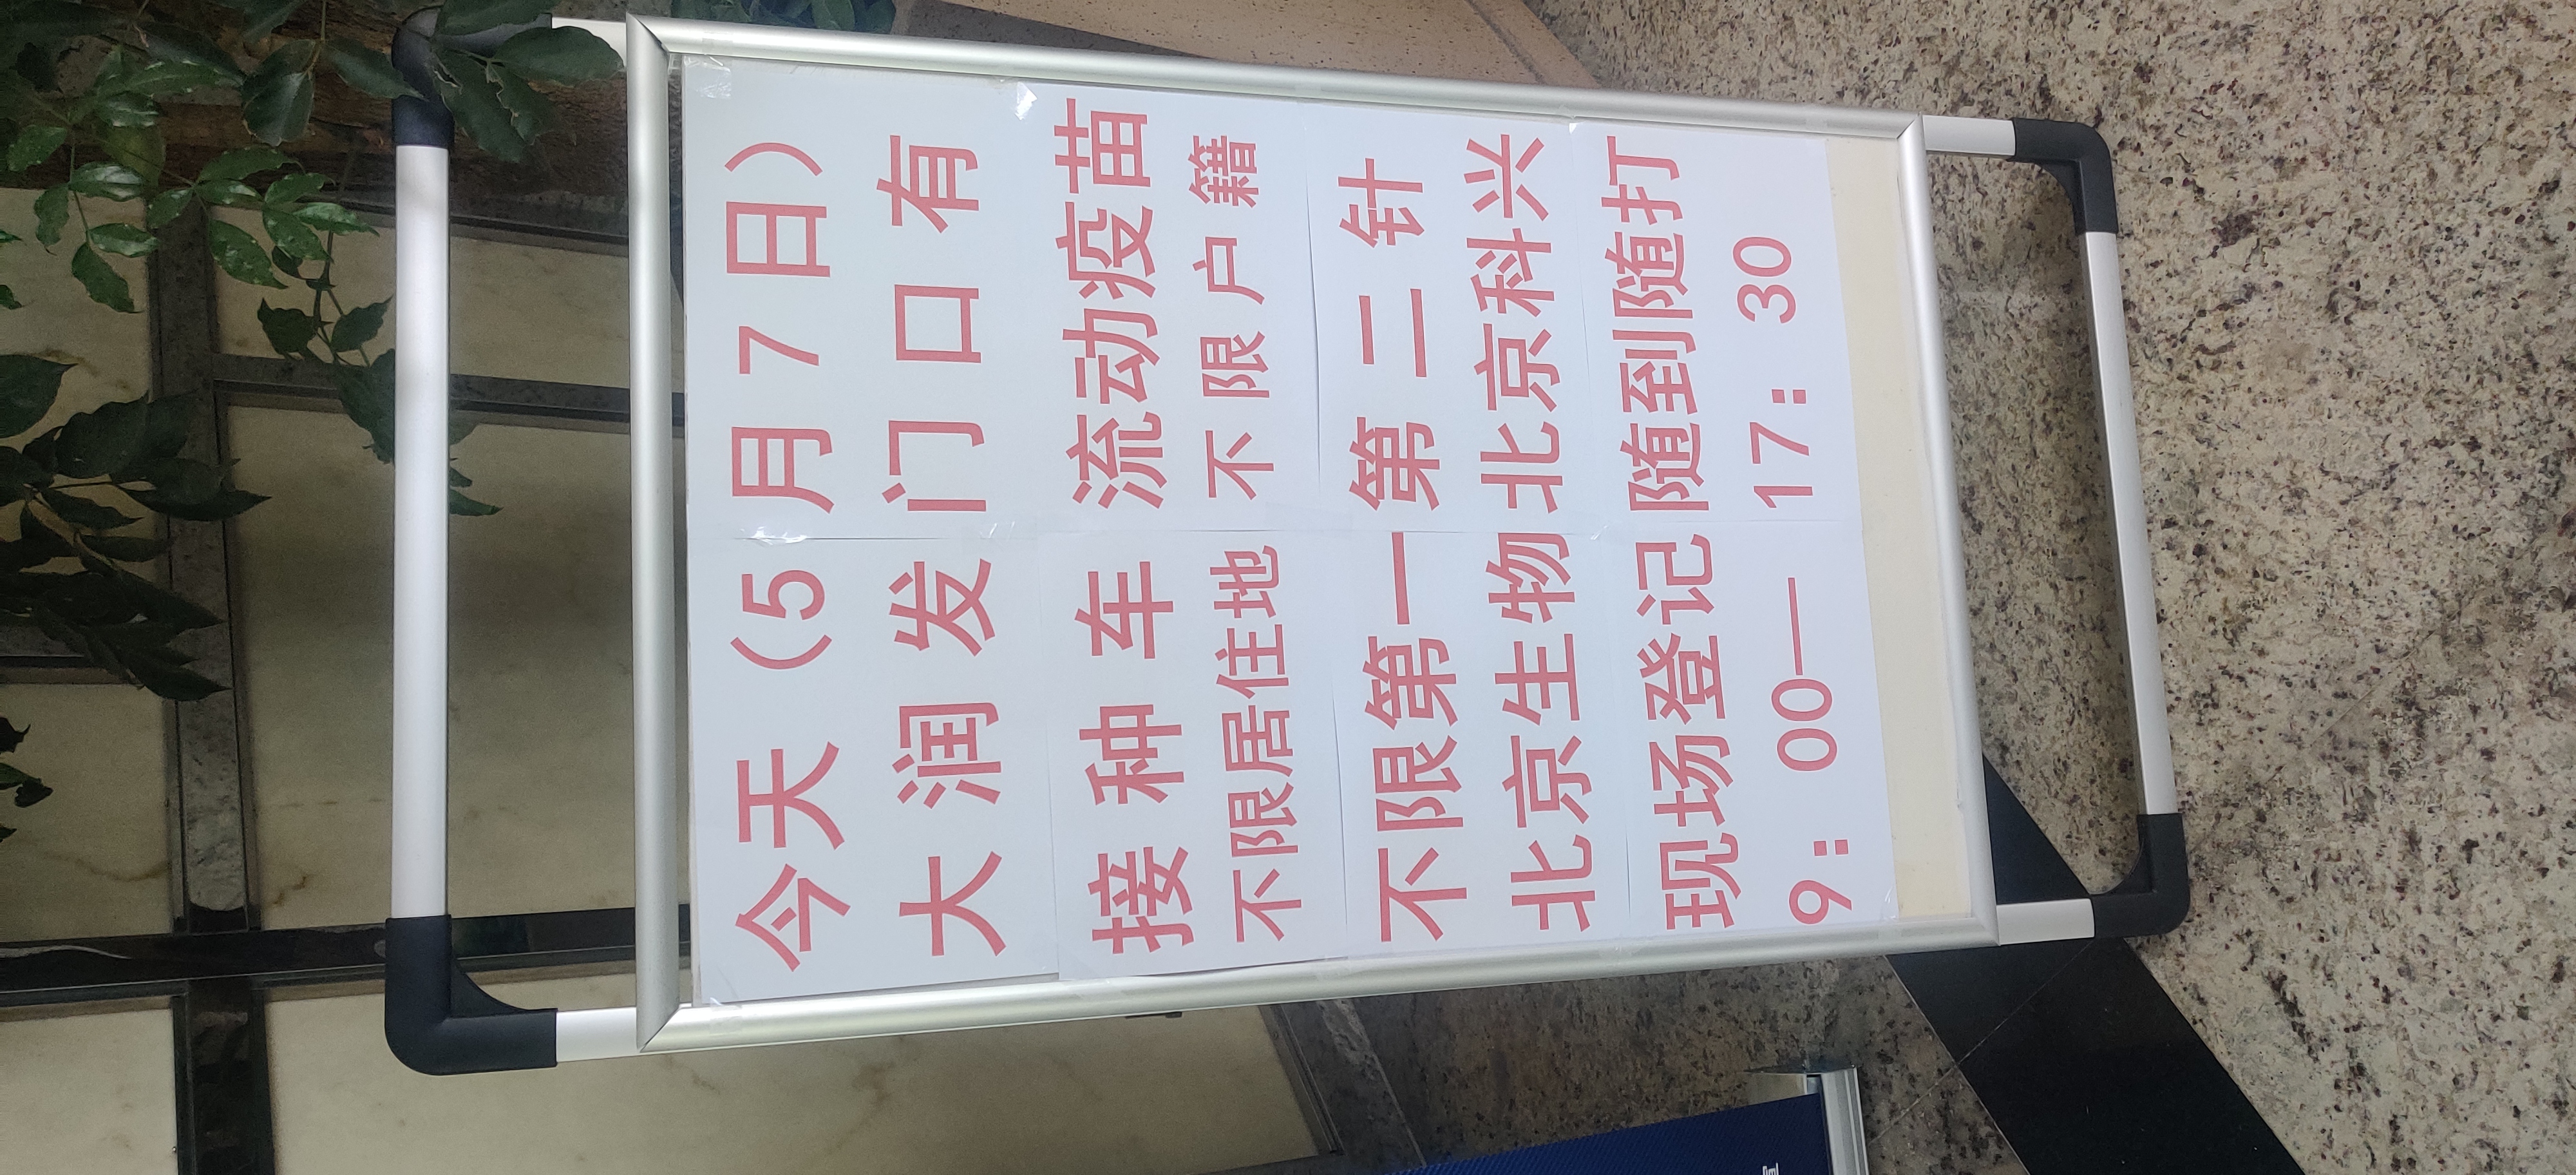 今天（5月7日）
大润发门口有
接种车 流动疫苗
不限居住地 不限户籍
不限第一第二针
北京生物北京科兴
现场登记随到随打
9：00—17：30